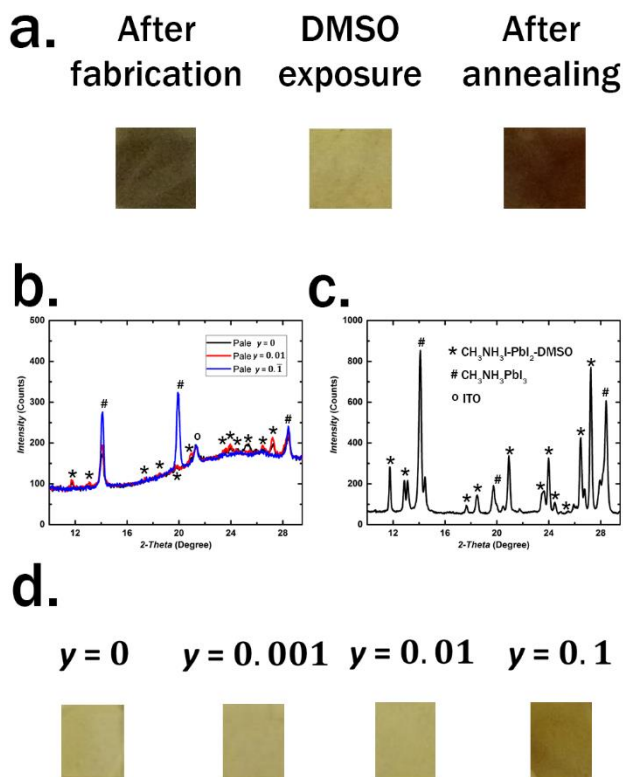 a. After fabrication DMSO exposure After annealing
b.
Intensity (Counts)
500
400
300
200
100
0
Pale y = 0
Pale y = 0.01
Pale y = 0.1
* * # * * * # * o * * * * * * #
12 16 20 24 28
2-Theta (Degree)
c.
Intensity (Counts)
1000
800
600
400
200
0
* CH₃NH₃I-PbI₂-DMSO
# CH₃NH₃PbI₃
o ITO
* * # * * # * * * * * * * #
12 16 20 24 28
2-Theta (Degree)
d.
y = 0 y = 0.001 y = 0.01 y = 0.1